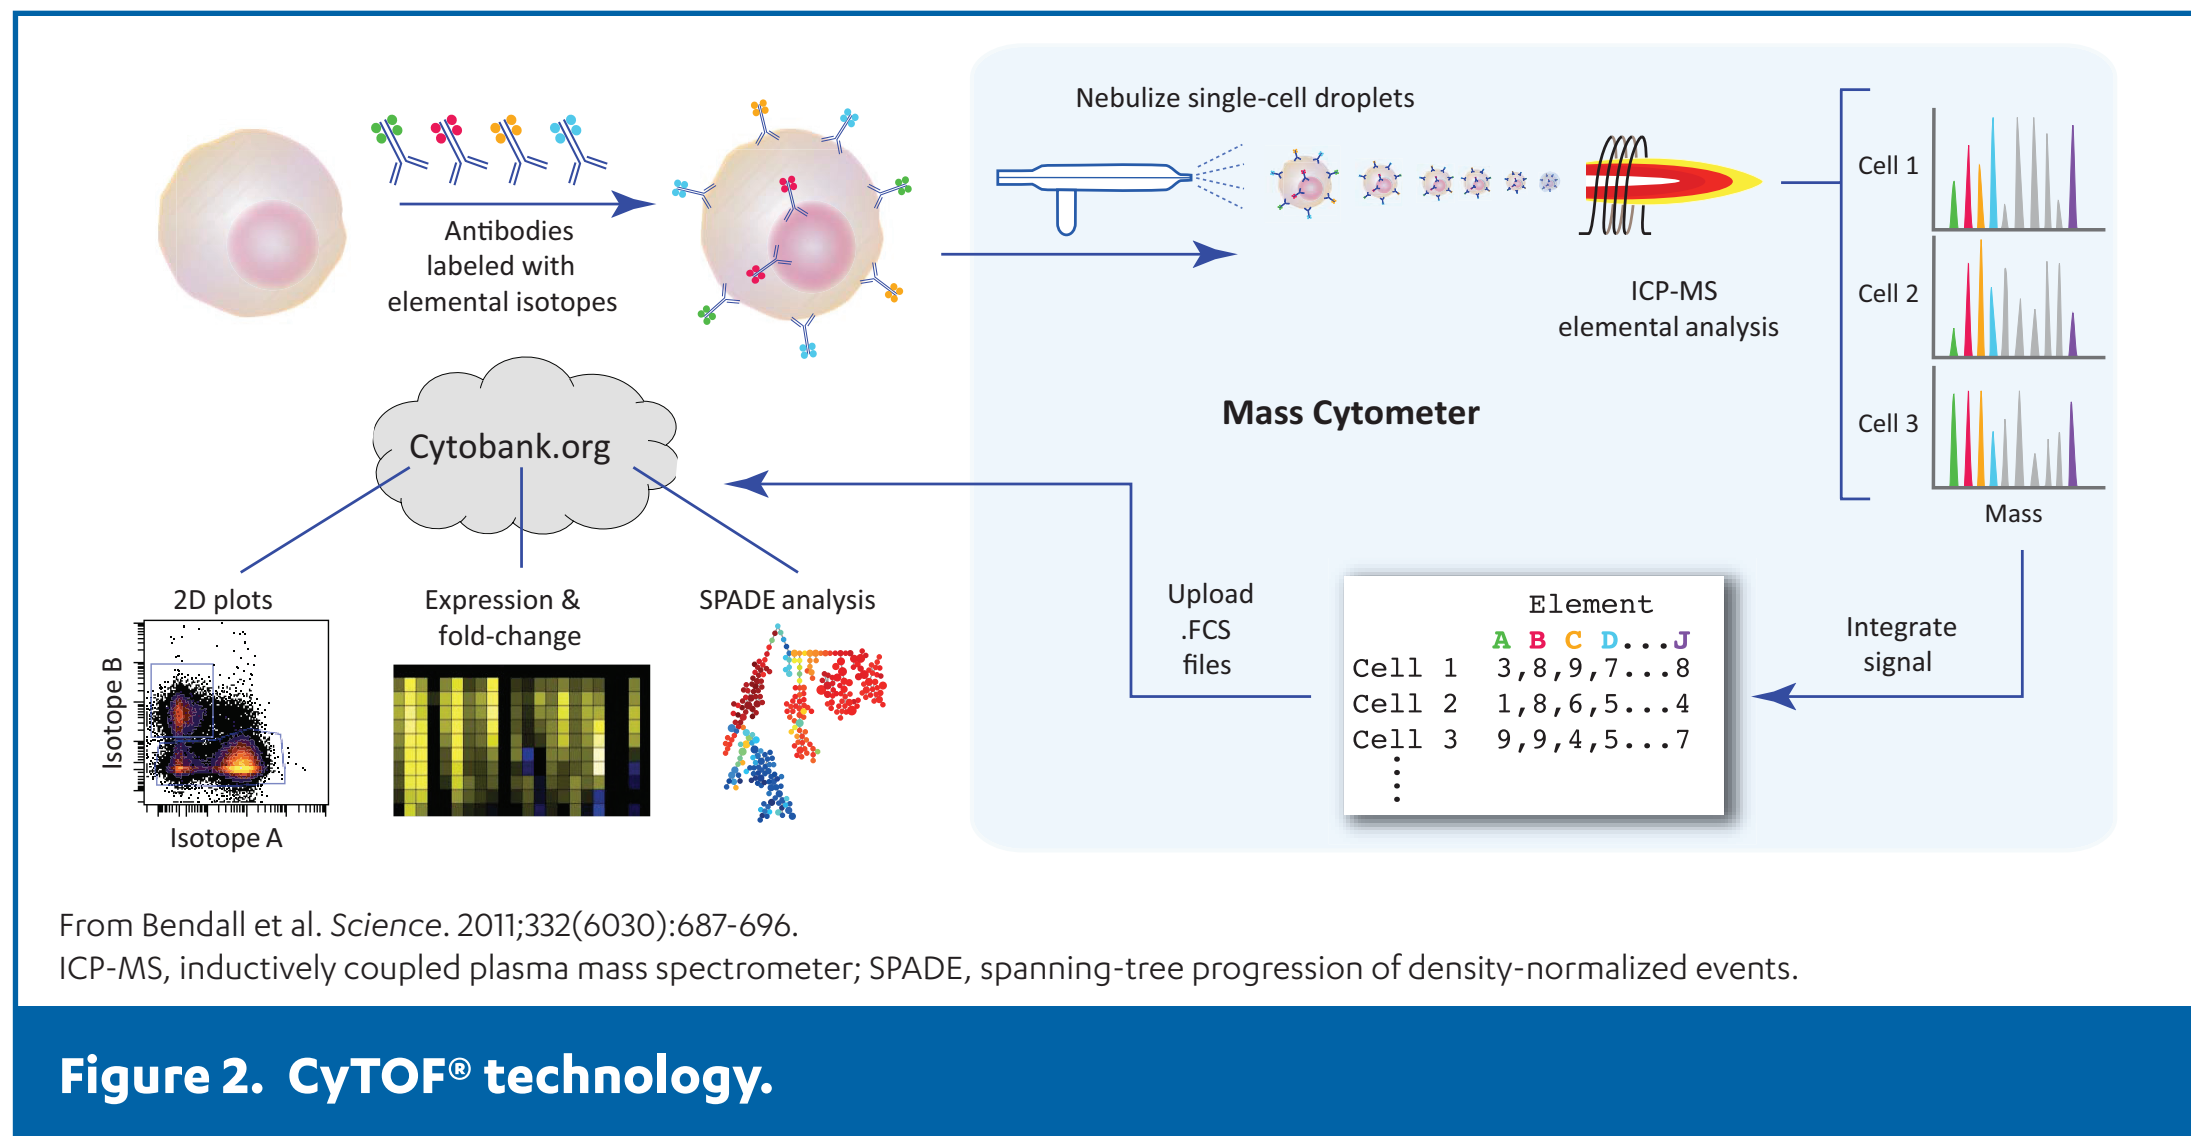 Antibodies
labeled with
elemental isotopes
Nebulize single-cell droplets
ICP-MS
elemental analysis
Cell 1
Cell 2
Cell 3
Mass
Mass Cytometer
Integrate
signal
Element
A B C D...J
Cell 1 3,8,9,7...8
Cell 2 1,8,6,5...4
Cell 3 9,9,4,5...7
Upload
.FCS
files
Cytobank.org
2D plots
Isotope B
Isotope A
Expression &
fold-change
SPADE analysis
From Bendall et al. Science. 2011;332(6030):687-696.
ICP-MS, inductively coupled plasma mass spectrometer; SPADE, spanning-tree progression of density-normalized events.
Figure 2. CyTOF® technology.